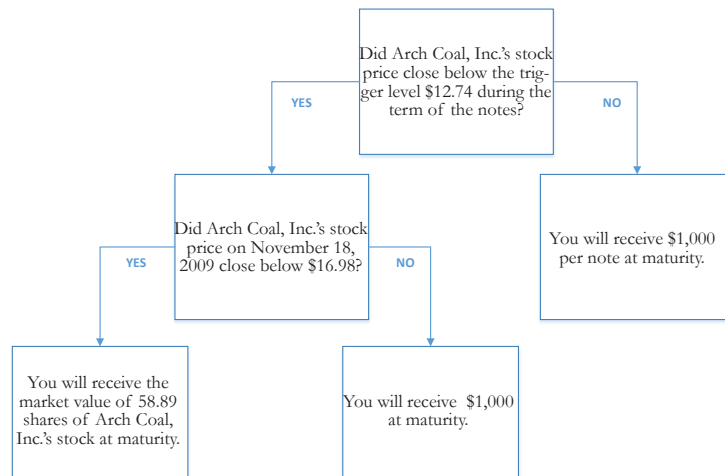 Did Arch Coal, Inc.'s stock
price close below the trig-
ger level $12.74 during the
term of the notes?
YES
NO
Did Arch Coal, Inc.'s stock
price on November 18,
2009 close below $16.98?
You will receive $1,000
per note at maturity.
YES
NO
You will receive the
market value of 58.89
shares of Arch Coal,
Inc.'s stock at maturity.
You will receive $1,000
at maturity.